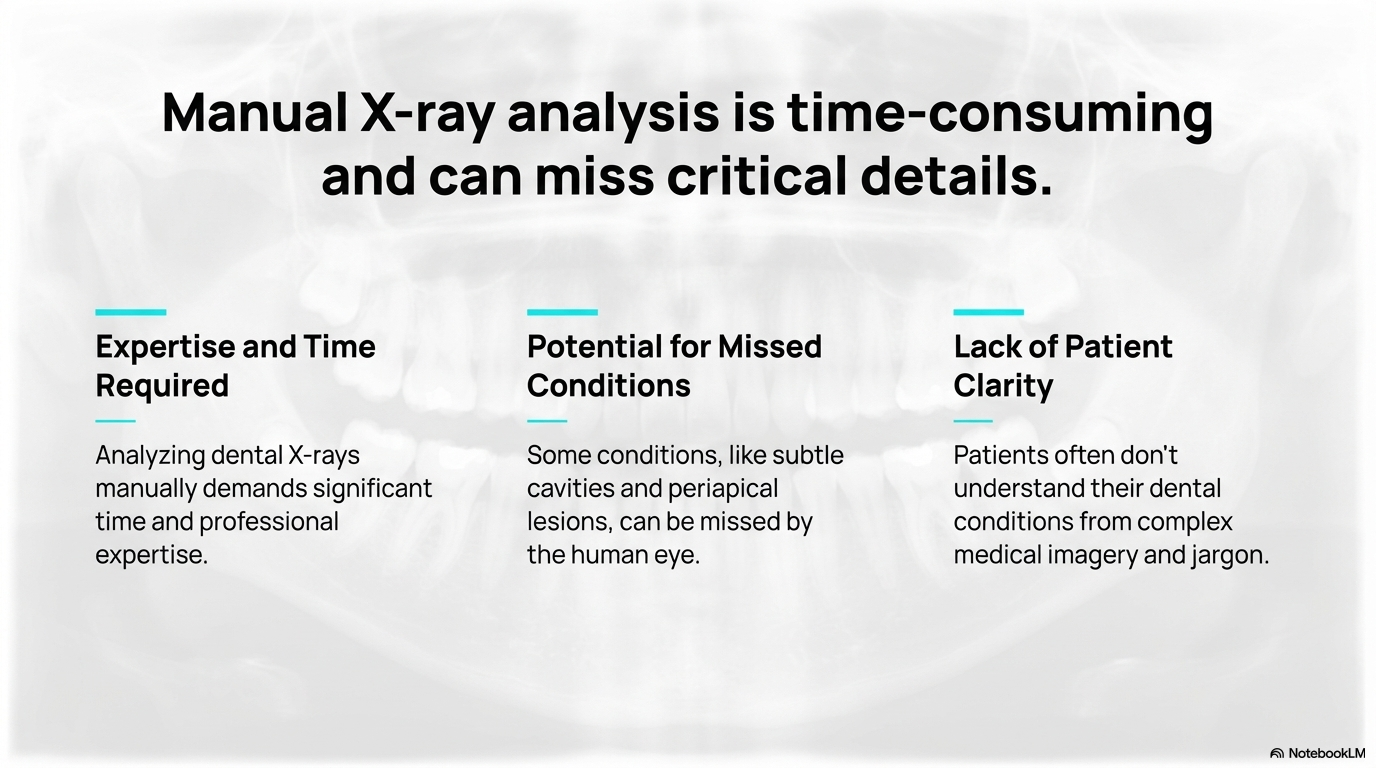 Manual X-ray analysis is time-consuming
and can miss critical details.
Expertise and Time
Required
Analyzing dental X-rays
manually demands significant
time and professional
expertise.
Potential for Missed
Conditions
Some conditions, like subtle
cavities and periapical
lesions, can be missed by
the human eye.
Lack of Patient
Clarity
Patients often don't
understand their dental
conditions from complex
medical imagery and jargon.
NotebookLM